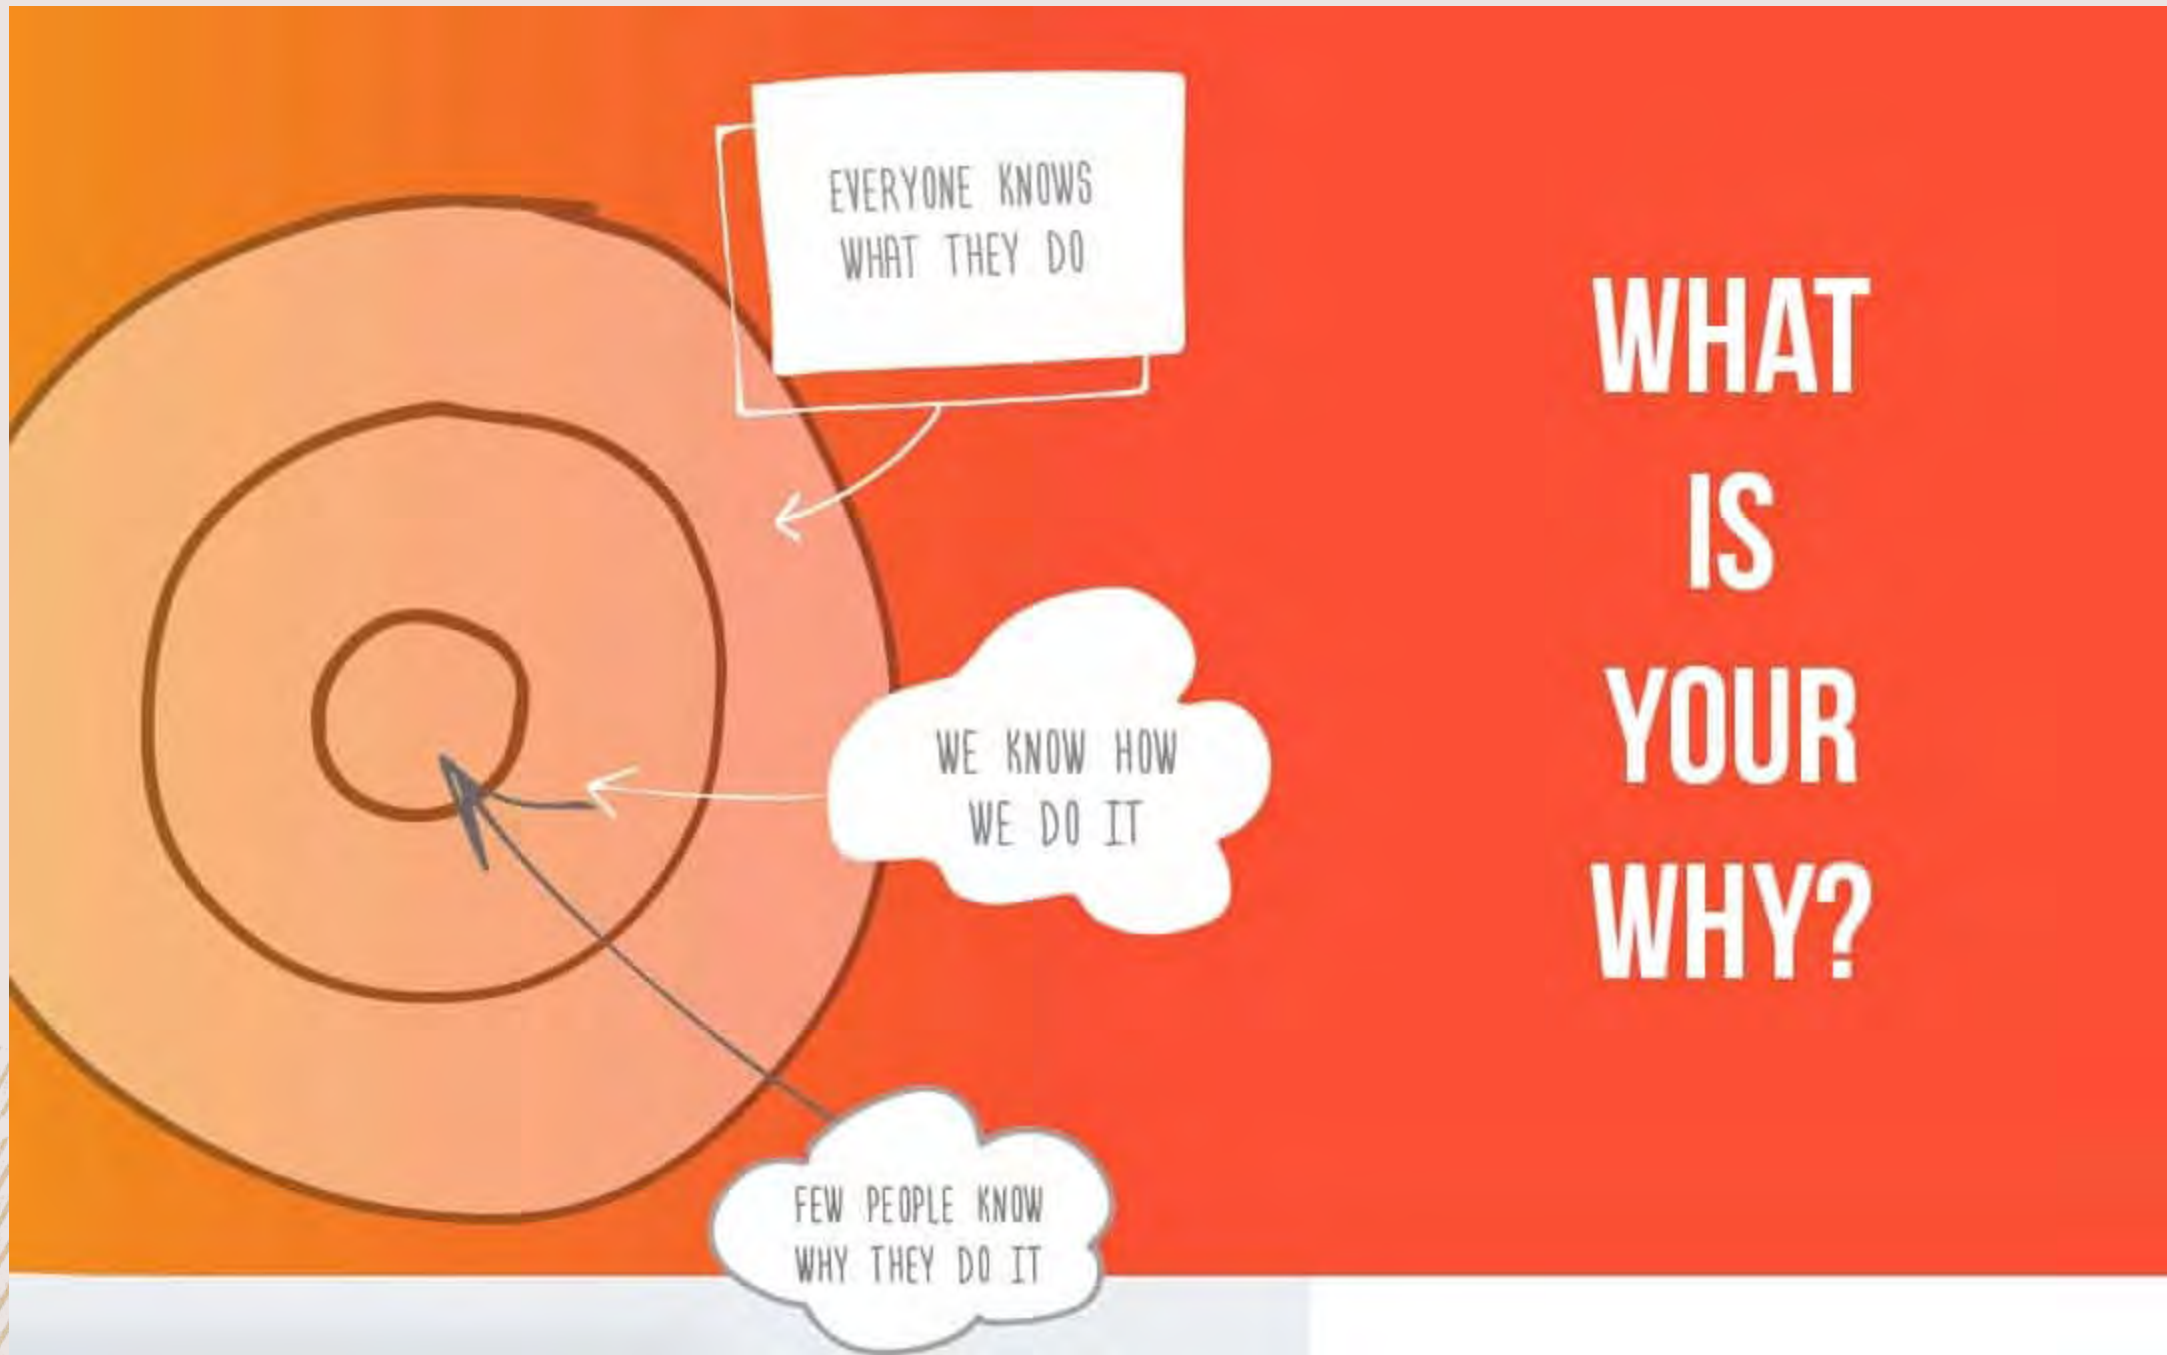 EVERYONE KNOWS
WHAT THEY DO
WE KNOW HOW
WE DO IT
FEW PEOPLE KNOW
WHY THEY DO IT
WHAT
IS
YOUR
WHY?